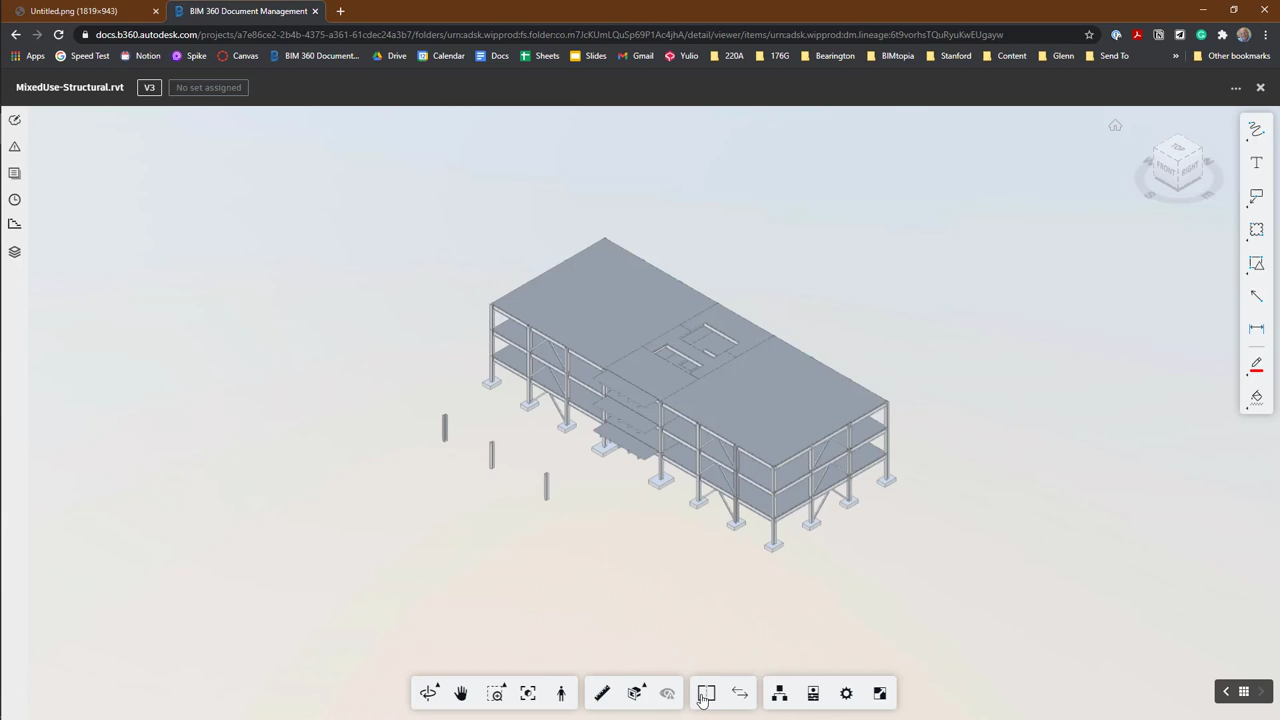 Untitled.png (1819×943)
BIM 360 Document Management
docs.b360.autodesk.com/projects/a7e86ce2-2b4b-4375-a361-61cdec24a3b7/folders/urn:adsk.wipprod:fs.folder:co.m7JcKUmLQuSp69P1Ac4jhA/detail/viewer/items/urn:adsk.wipprod:dm.lineage:6t9vorhsTQuRyuKwEUgayw
Apps Speed Test Notion Spike Canvas BIM 360 Document... Drive Calendar Docs Sheets Slides Gmail Yulio 220A 176G Bearington BIMtopia Stanford Content Glenn Send To » Other bookmarks
MixedUse-Structural.rvt V3 No set assigned
TOP
FRONT RIGHT
T